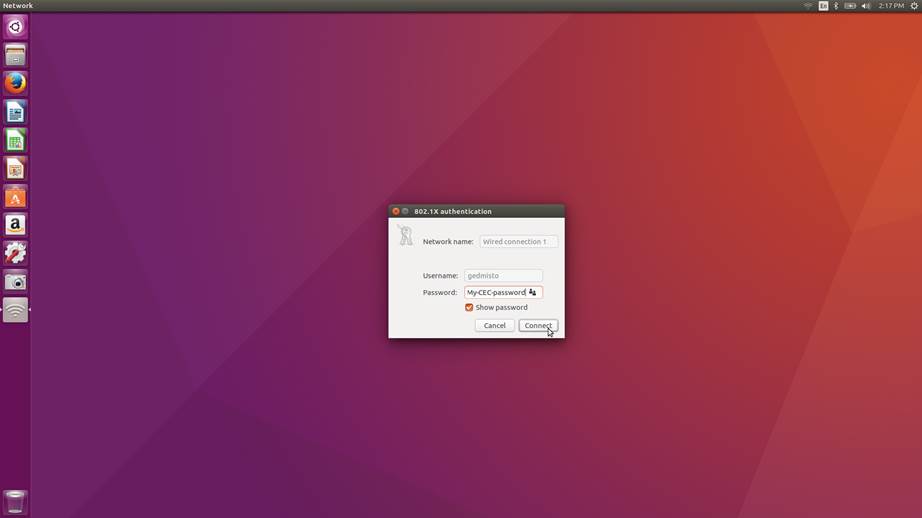 Network
En
2:17 PM
802.1X authentication
Network name: Wired connection 1
Username: gedmisto
Password: My-CEC-password
Show password
Cancel Connect